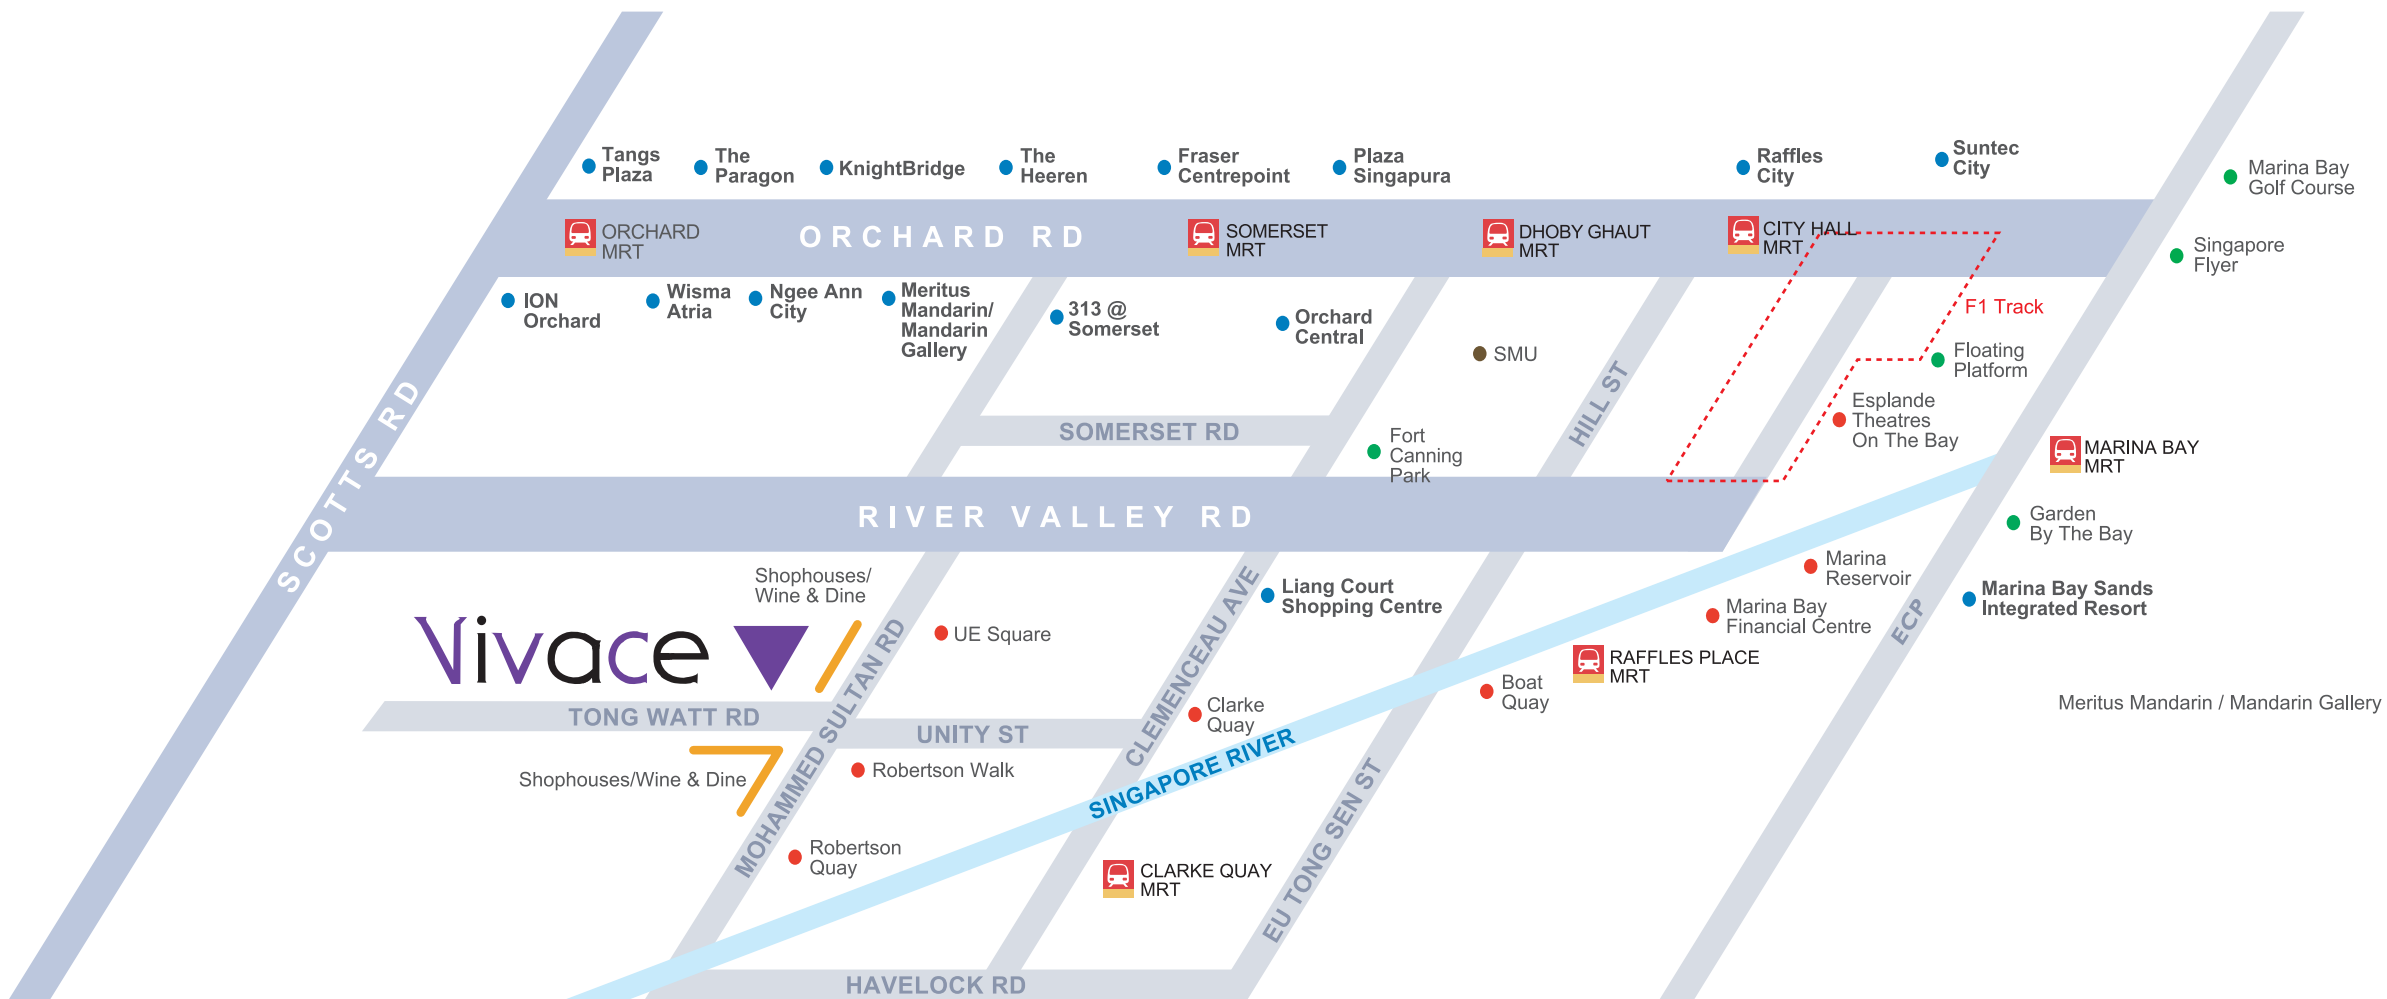 Tangs
Plaza
The
Paragon
KnightBridge
The
Heeren
Fraser
Centrepoint
Plaza
Singapura
Raffles
City
Suntec
City
Marina Bay
Golf Course
ORCHARD
MRT
ORCHARD RD
SOMERSET
MRT
DHOBY GHAUT
MRT
CITY HALL
MRT
Singapore
Flyer
ION
Orchard
Wisma
Atria
Ngee Ann
City
Meritus
Mandarin/
Mandarin
Gallery
313 @
Somerset
Orchard
Central
SMU
F1 Track
Floating
Platform
SCOTTS RD
SOMERSET RD
Fort
Canning
Park
HILL ST
Esplande
Theatres
On The Bay
MARINA BAY
MRT
RIVER VALLEY RD
Garden
By The Bay
Shophouses/
Wine & Dine
Liang Court
Shopping Centre
Marina
Reservoir
Marina Bay
Financial Centre
Marina Bay Sands
Integrated Resort
ECP
Vivace
UE Square
RAFFLES PLACE
MRT
Boat
Quay
Clarke
Quay
Meritus Mandarin / Mandarin Gallery
TONG WATT RD
MOHAMMED SULTAN RD
UNITY ST
CLEMENCEAU AVE
SINGAPORE RIVER
EU TONG SEN ST
Shophouses/Wine & Dine
Robertson Walk
Robertson
Quay
CLARKE QUAY
MRT
HAVELOCK RD